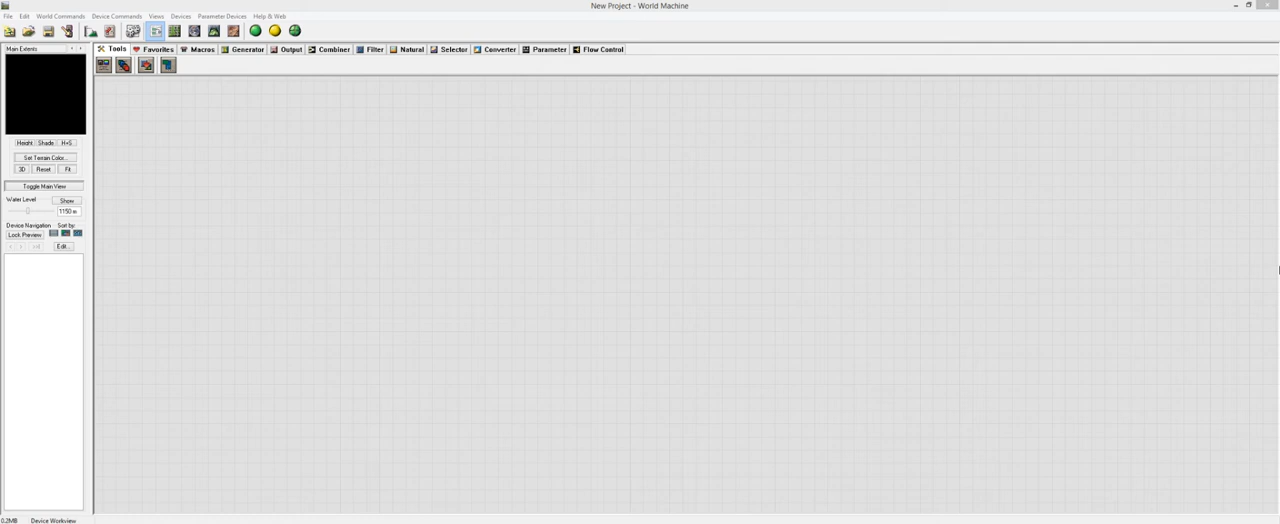 New Project - World Machine
File Edit World Commands Device Commands Views Devices Parameter Devices Help & Web
Main Extents
Tools Favorites Macros Generator Output Combiner Filter Natural Selector Converter Parameter Flow Control
Height Shade H+S
Set Terrain Color...
3D Reset Fit
Toggle Main View
Water Level Show
1150 m
Device Navigation Sort by:
Lock Preview
Edit...
0.2MB Device Workview